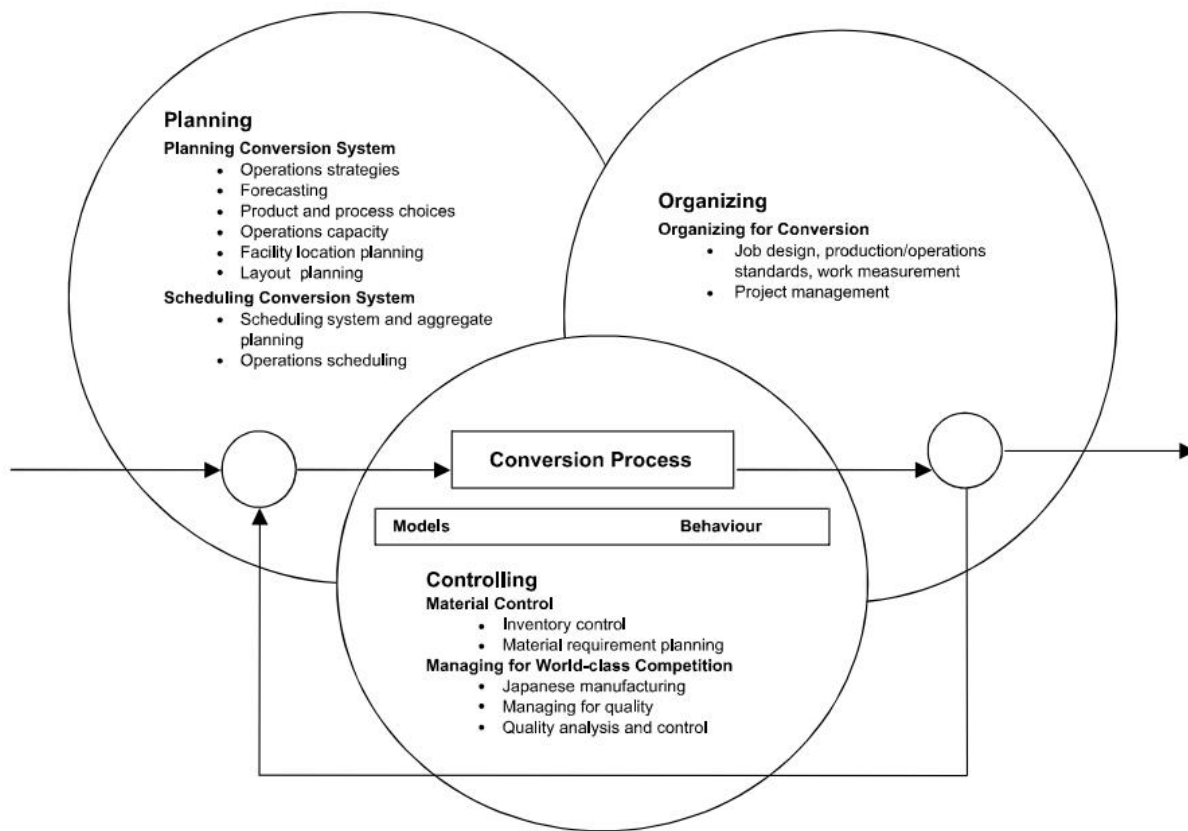 Planning
Planning Conversion System
• Operations strategies
• Forecasting
• Product and process choices
• Operations capacity
• Facility location planning
• Layout planning
Scheduling Conversion System
• Scheduling system and aggregate
planning
• Operations scheduling
Organizing
Organizing for Conversion
• Job design, production/operations
standards, work measurement
• Project management
Conversion Process
Models Behaviour
Controlling
Material Control
• Inventory control
• Material requirement planning
Managing for World-class Competition
• Japanese manufacturing
• Managing for quality
• Quality analysis and control